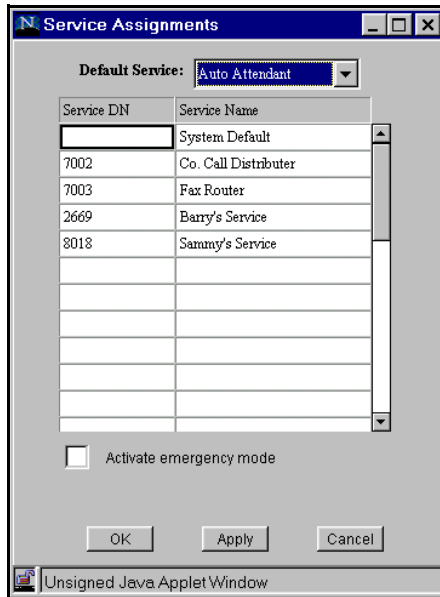 N Service Assignments
Default Service: Auto Attendant
Service DN Service Name
System Default
7002 Co. Call Distributer
7003 Fax Router
2669 Barry's Service
8018 Sammy's Service
Activate emergency mode
OK Apply Cancel
Unsigned Java Applet Window